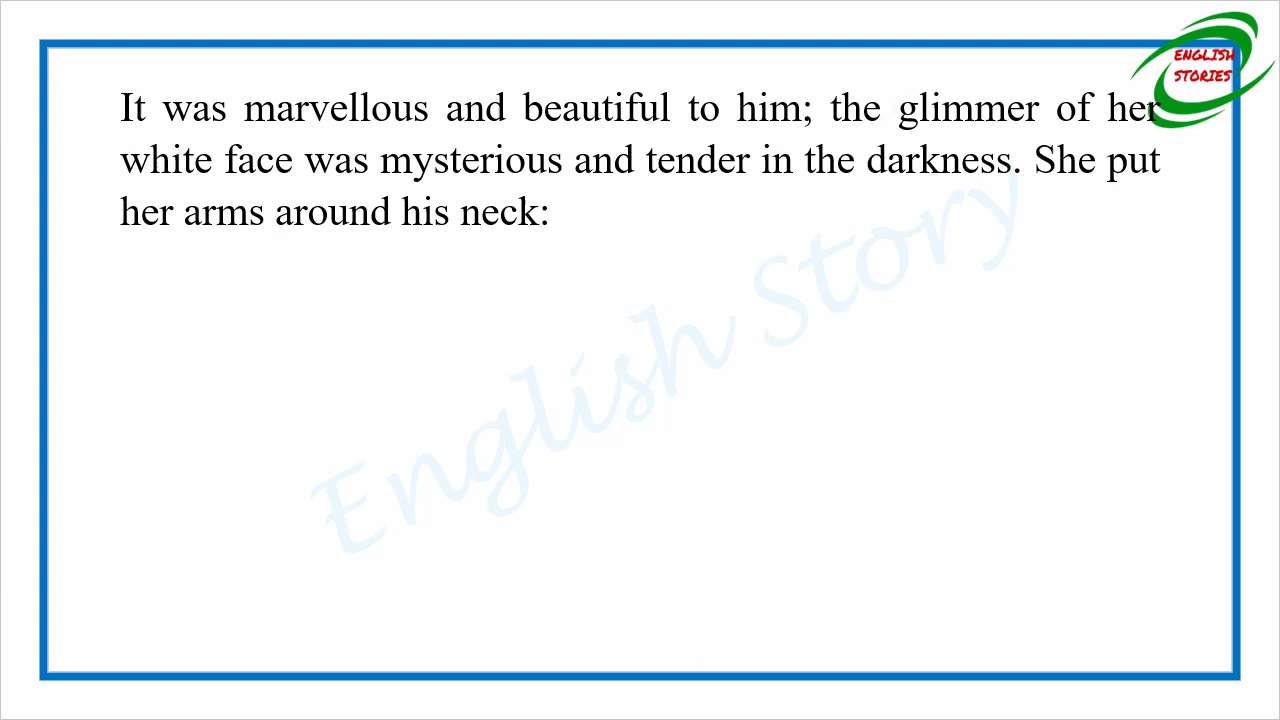 ENGLISH
STORIES
It was marvellous and beautiful to him; the glimmer of her
white face was mysterious and tender in the darkness. She put
her arms around his neck:
English Story